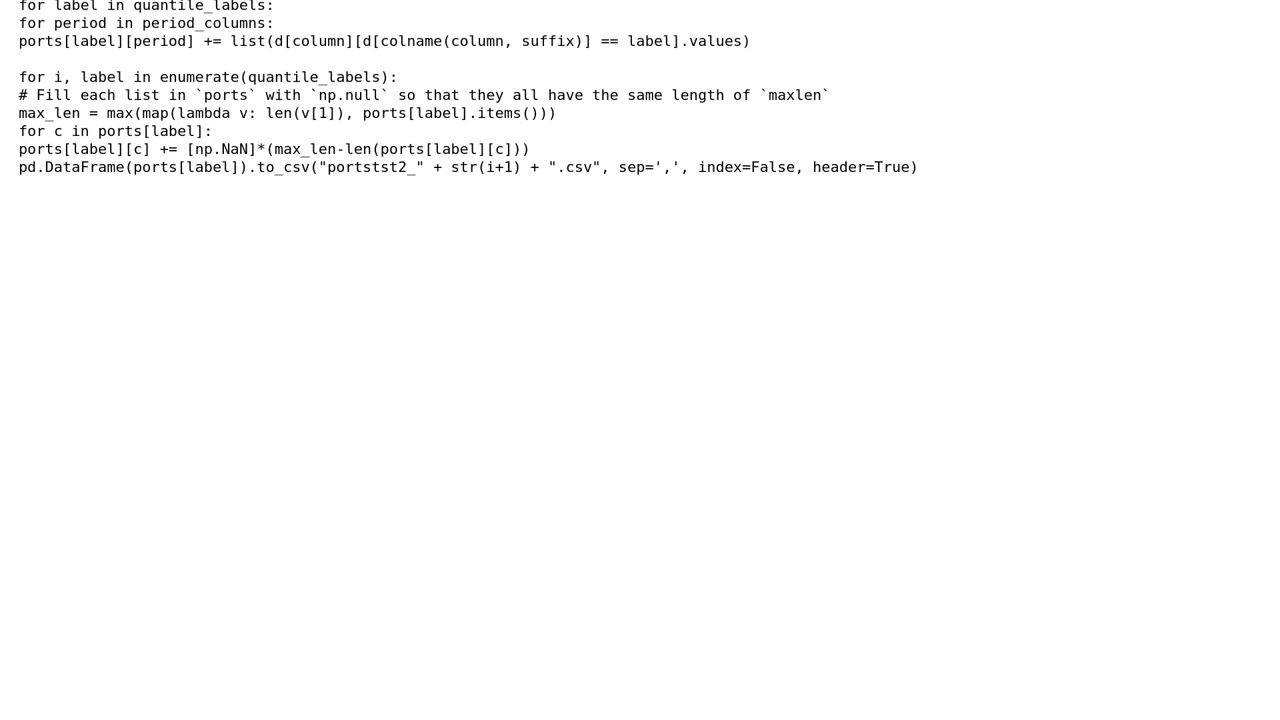 for label in quantile_labels:
for period in period_columns:
ports[label][period] += list(d[column][d[colname(column, suffix)] == label].values)
for i, label in enumerate(quantile_labels):
# Fill each list in `ports` with `np.null` so that they all have the same length of `maxlen`
max_len = max(map(lambda v: len(v[1]), ports[label].items()))
for c in ports[label]:
ports[label][c] += [np.NaN]*(max_len-len(ports[label][c]))
pd.DataFrame(ports[label]).to_csv("portstst2_" + str(i+1) + ".csv", sep=',', index=False, header=True)